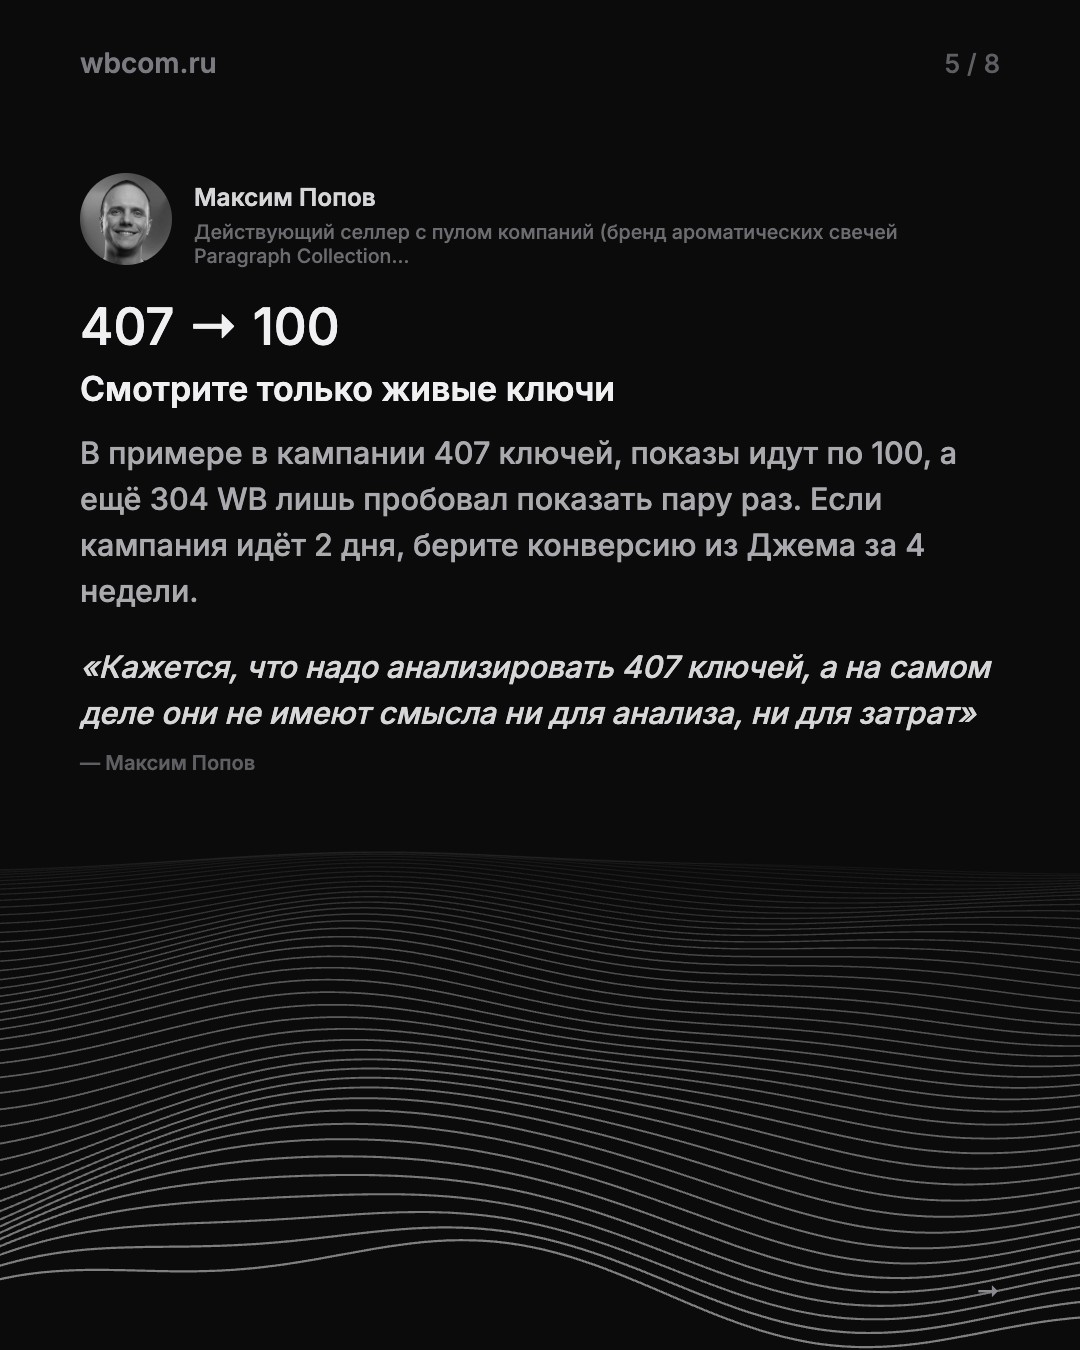 wbcom.ru
5 / 8
Максим Попов
Действующий селлер с пулом компаний (бренд ароматических свечей
Paragraph Collection...
407 → 100
Смотрите только живые ключи
В примере в кампании 407 ключей, показы идут по 100, а
ещё 304 WB лишь пробовал показать пару раз. Если
кампания идёт 2 дня, берите конверсию из Джема за 4
недели.
«Кажется, что надо анализировать 407 ключей, а на самом
деле они не имеют смысла ни для анализа, ни для затрат»
— Максим Попов
→